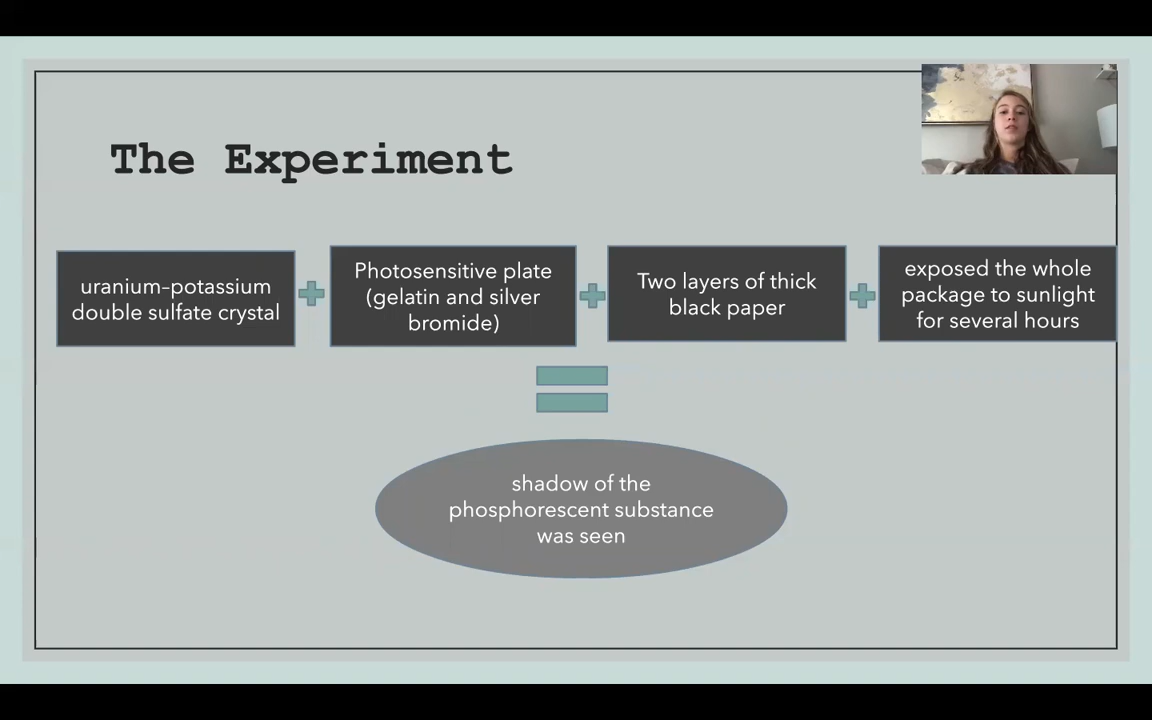 The Experiment
uranium–potassium
double sulfate crystal
Photosensitive plate
(gelatin and silver
bromide)
Two layers of thick
black paper
exposed the whole
package to sunlight
for several hours
shadow of the
phosphorescent substance
was seen